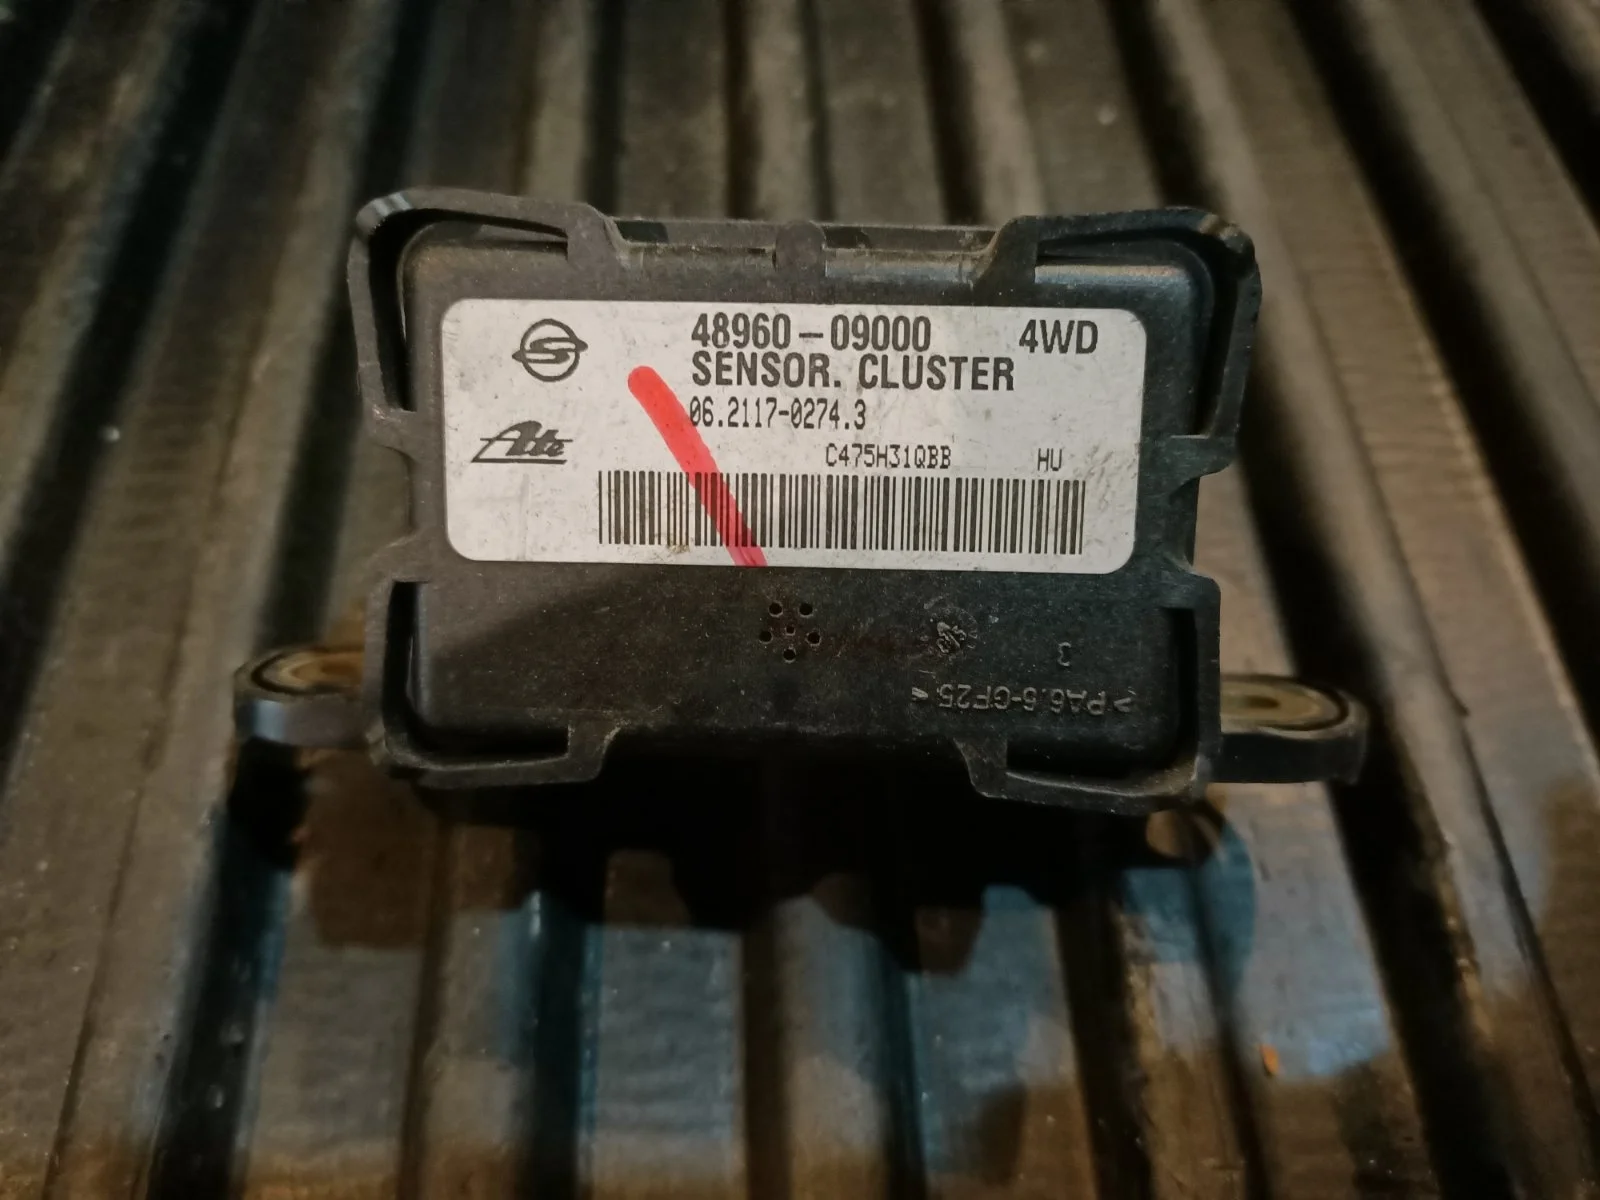 48960-09000 4WD
SENSOR. CLUSTER
06.2117-0274.3
Ate
C475H31QBB HU
3
>PA6.6-GF25<